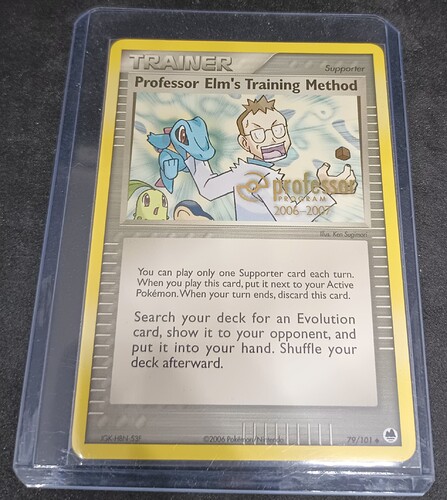 TRAINER
Supporter
Professor Elm's Training Method
professor
PROGRAM
2006-2007
Illus. Ken Sugimori
You can play only one Supporter card each turn.
When you play this card, put it next to your Active
Pokémon. When your turn ends, discard this card.
Search your deck for an Evolution
card, show it to your opponent, and
put it into your hand. Shuffle your
deck afterward.
©2006 Pokémon/Nintendo
79/101